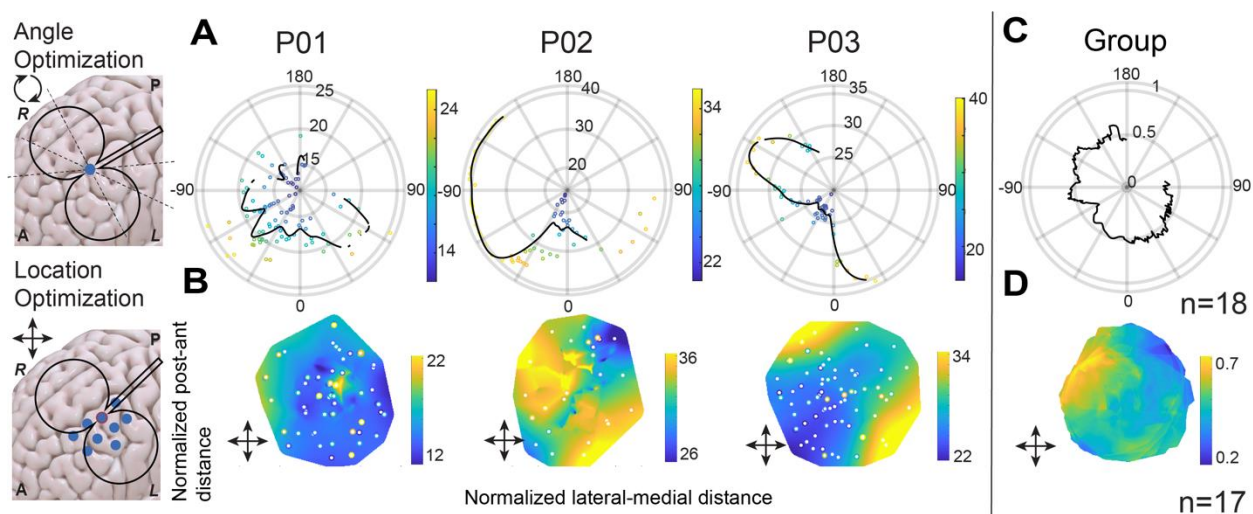 Angle
Optimization
R
P
A
L
Location
Optimization
R
P
A
L
A
P01
180
25
20
15
-90
90
0
24
-90
14
P02
180
40
30
20
90
34
22
0
P03
180
35
30
25
-90
90
0
40
20
C
Group
180
1
0.5
0
-90
90
0
n=18
B
Normalized post-ant
distance
22
12
36
26
34
22
Normalized lateral-medial distance
D
0.7
0.2
n=17